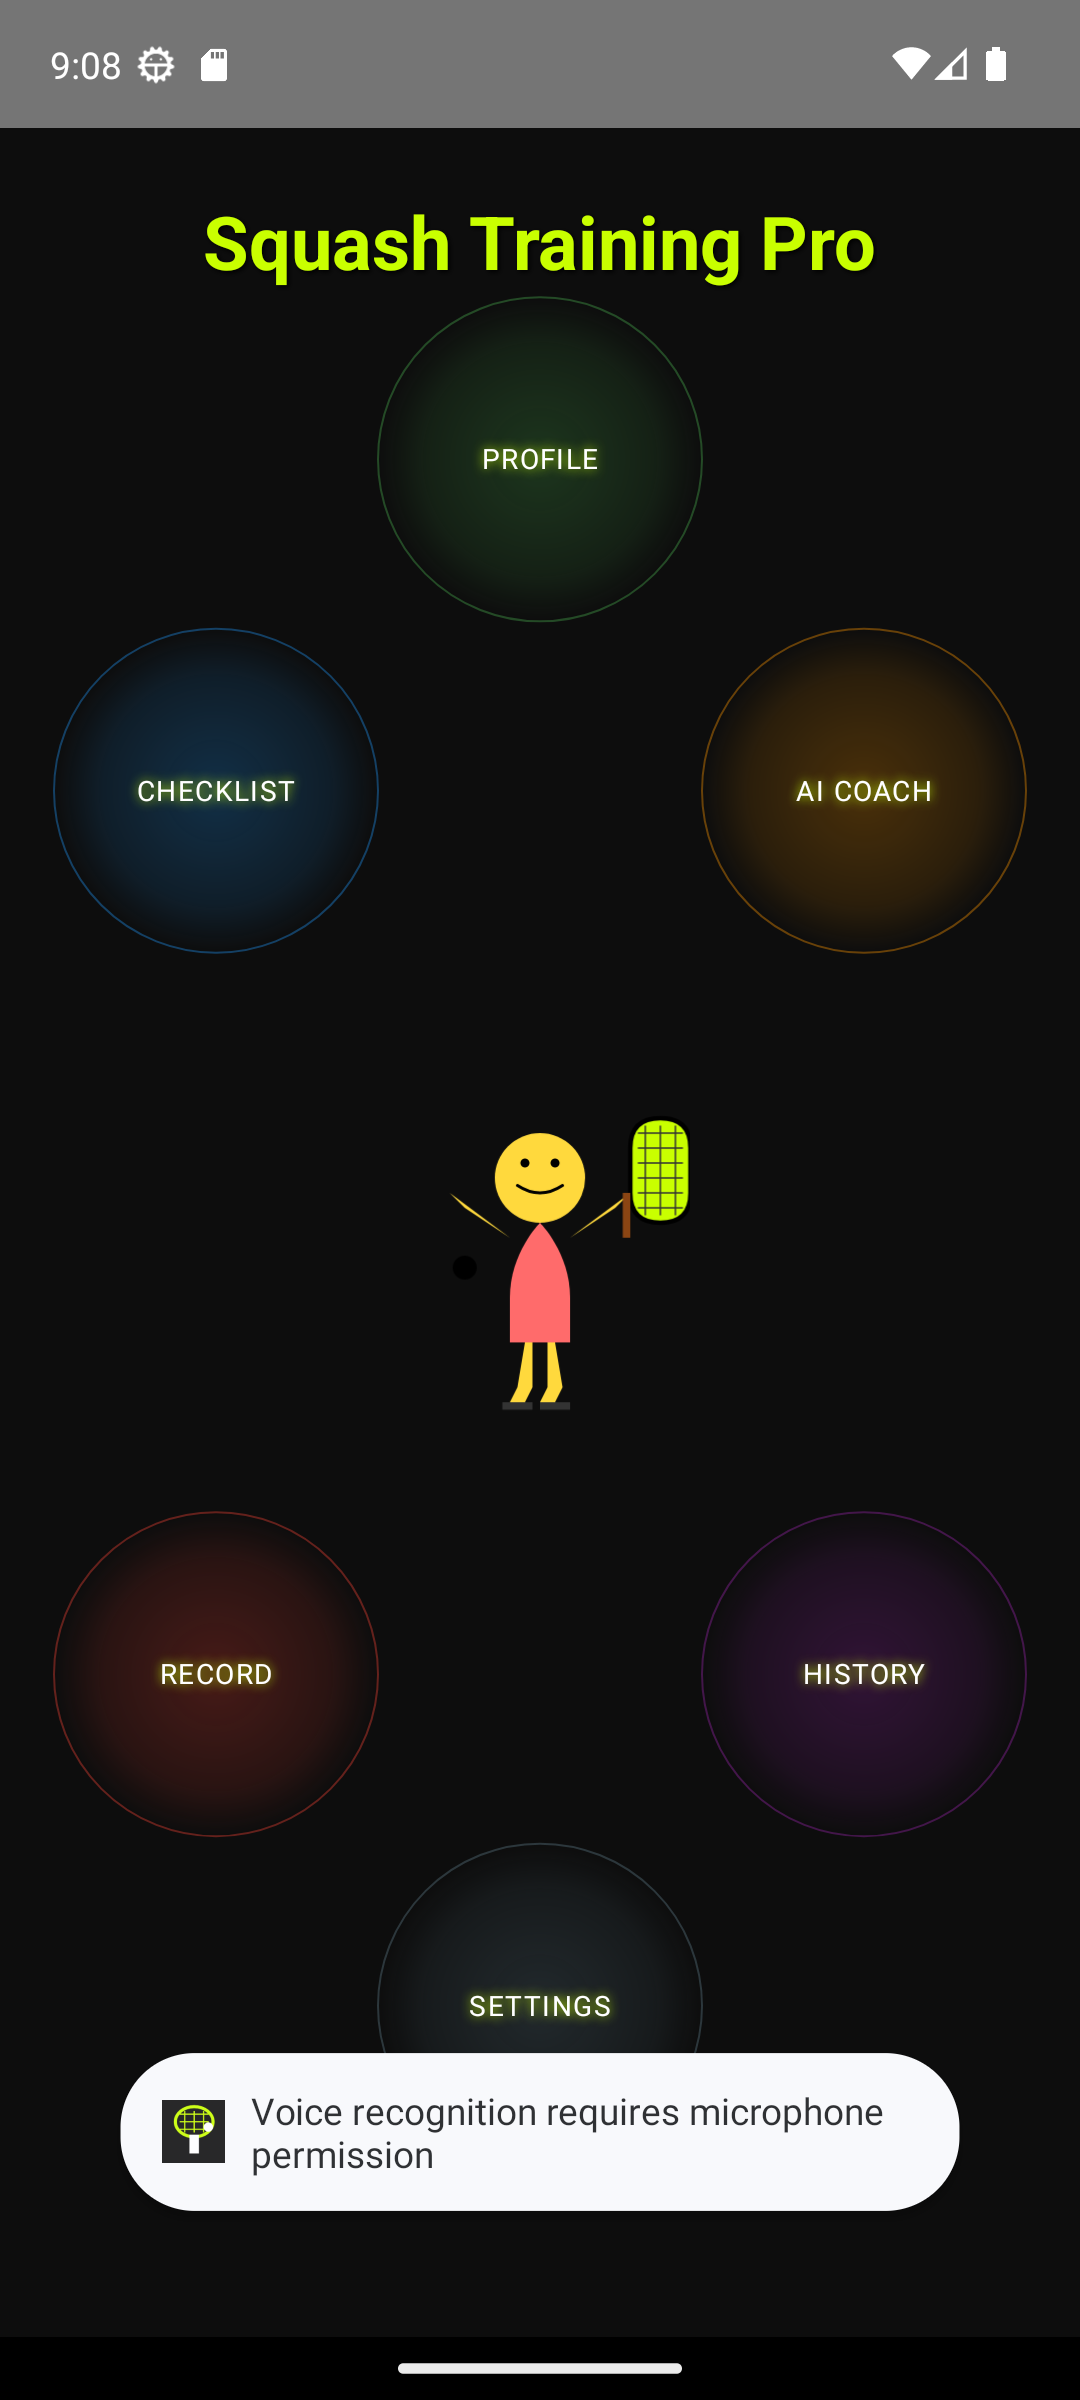 9:08
Squash Training Pro
PROFILE
CHECKLIST
AI COACH
RECORD
HISTORY
SETTINGS
Voice recognition requires microphone
permission